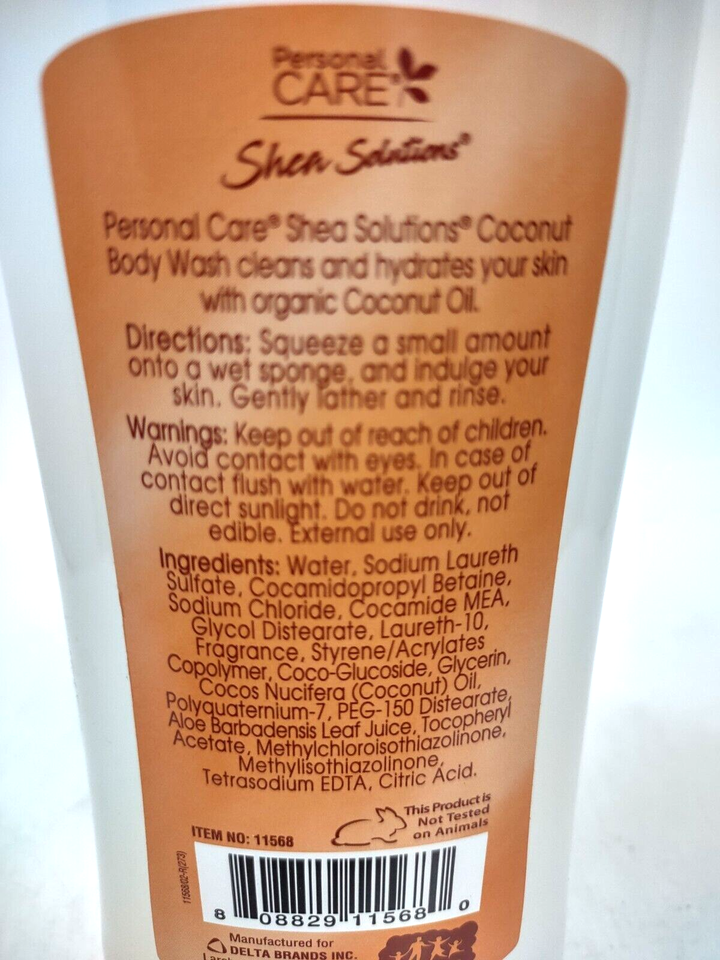 Personal
CARE®
Shea Solutions®
Personal Care® Shea Solutions® Coconut
Body Wash cleans and hydrates your skin
with organic Coconut Oil.
Directions: Squeeze a small amount
onto a wet sponge, and indulge your
skin. Gently lather and rinse.
Warnings: Keep out of reach of children.
Avoid contact with eyes. In case of
contact flush with water. Keep out of
direct sunlight. Do not drink, not
edible. External use only.
Ingredients: Water, Sodium Laureth
Sulfate, Cocamidopropyl Betaine,
Sodium Chloride, Cocamide MEA,
Glycol Distearate, Laureth-10,
Fragrance, Styrene/Acrylates
Copolymer, Coco-Glucoside, Glycerin,
Cocos Nucifera (Coconut) Oil,
Polyquaternium-7, PEG-150 Distearate,
Aloe Barbadensis Leaf Juice, Tocopheryl
Acetate, Methylchloroisothiazolinone,
Methylisothiazolinone,
Tetrasodium EDTA, Citric Acid.
This Product is
Not Tested
on Animals
ITEM NO: 11568
11568/02-R(273)
8 08829 11568 0
Manufactured for
DELTA BRANDS INC.